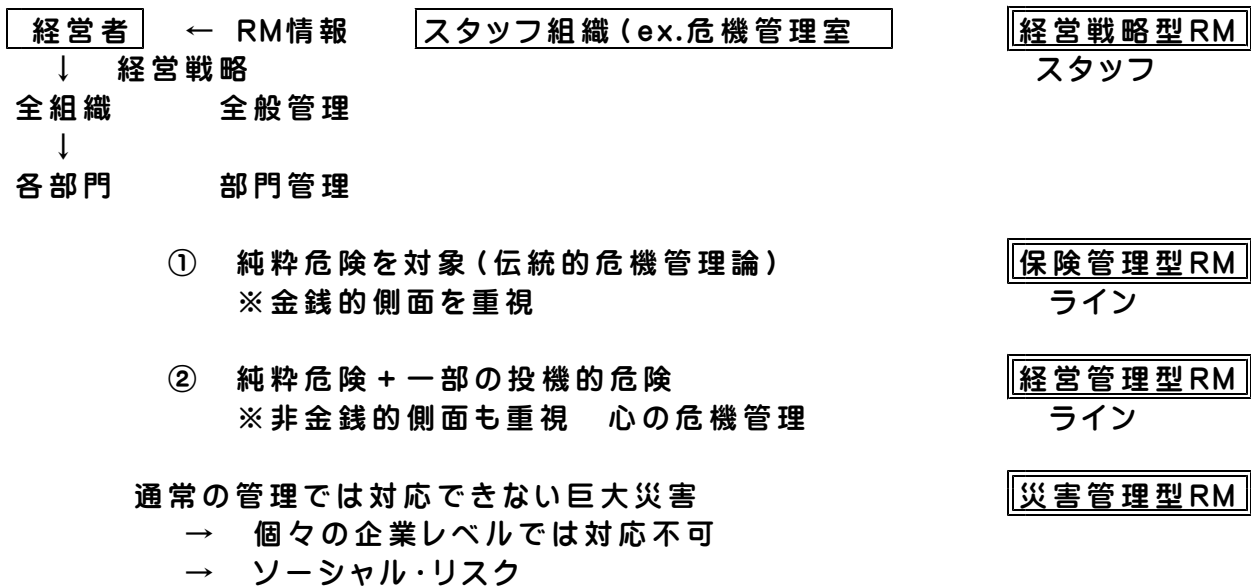 経営者 ← RM情報 スタッフ組織(ex.危機管理室 経営戦略型RM
↓ 経営戦略 スタッフ
全組織 全般管理
↓
各部門 部門管理
① 純粋危険を対象(伝統的危機管理論) 保険管理型RM
※金銭的側面を重視 ライン
② 純粋危険+一部の投機的危険 経営管理型RM
※非金銭的側面も重視 心の危機管理 ライン
通常の管理では対応できない巨大災害 災害管理型RM
→ 個々の企業レベルでは対応不可
→ ソーシャル・リスク